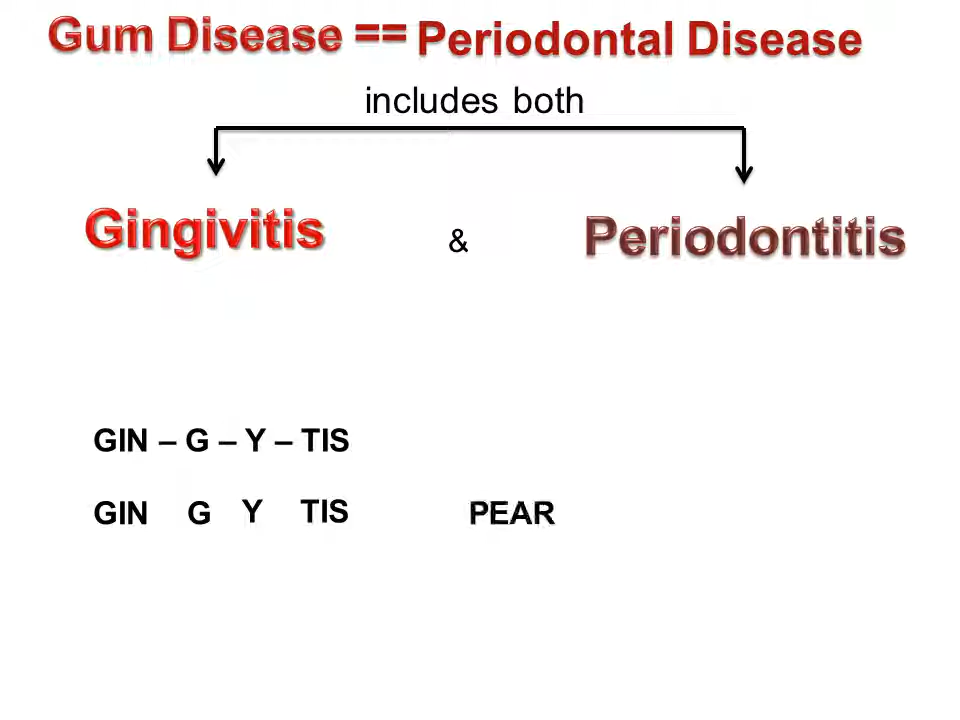 Gum Disease == Periodontal Disease
includes both
Gingivitis & Periodontitis
GIN – G – Y – TIS
GIN G Y TIS PEAR